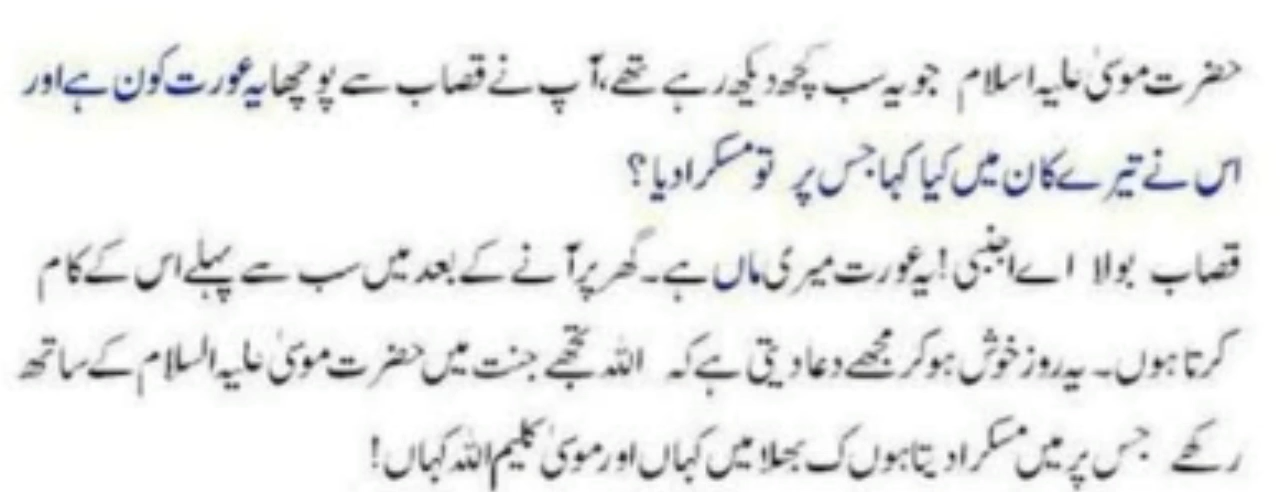 حضرت موسیٰ علیہ اسلام جو یہ سب کچھ دیکھ رہے تھے، آپ نے قصاب سے پوچھا یہ عورت کون ہے اور
اس نے تیرے کان میں کیا کہا جس پر تو مسکرا دیا ؟
قصاب بولا اے اجنبی ! یہ عورت میری ماں ہے۔ گھر پر آنے کے بعد میں سب سے پہلے اس کے کام
کرتا ہوں۔ یہ روز خوش ہو کر مجھے دعا دیتی ہے کہ اللہ تجھے جنت میں حضرت موسیٰ علیہ السلام کے ساتھ
رکھے جس پر میں مسکرا دیتا ہوں ک بھلا میں کہاں اور موسیٰ کلیم اللہ کہاں!